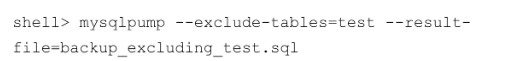 shell> mysqlpump --exclude-tables=test --result-
file=backup_excluding_test.sql